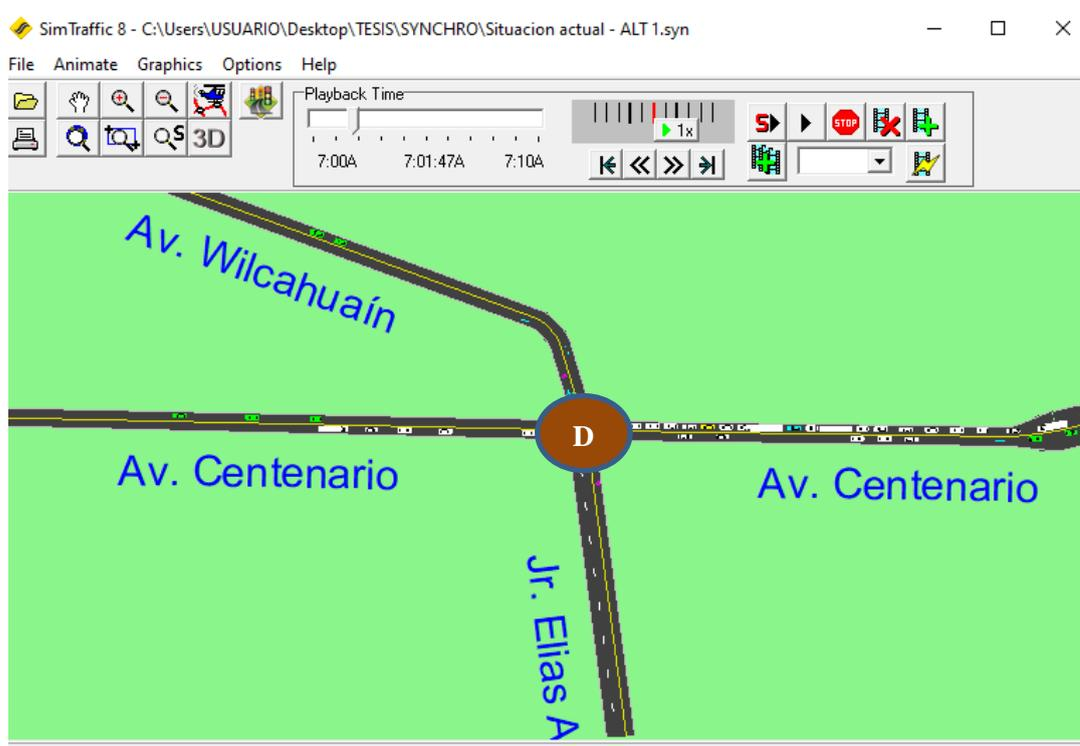 SimTraffic 8 - C:\Users\USUARIO\Desktop\TESIS\SYNCHRO\Situacion actual - ALT 1.syn
File Animate Graphics Options Help
Playback Time
1x
S
STOP
S
3D
7:00A 7:01:47A 7:10A
Av. Wilcahuaín
D
Av. Centenario
Av. Centenario
Jr. Elias A